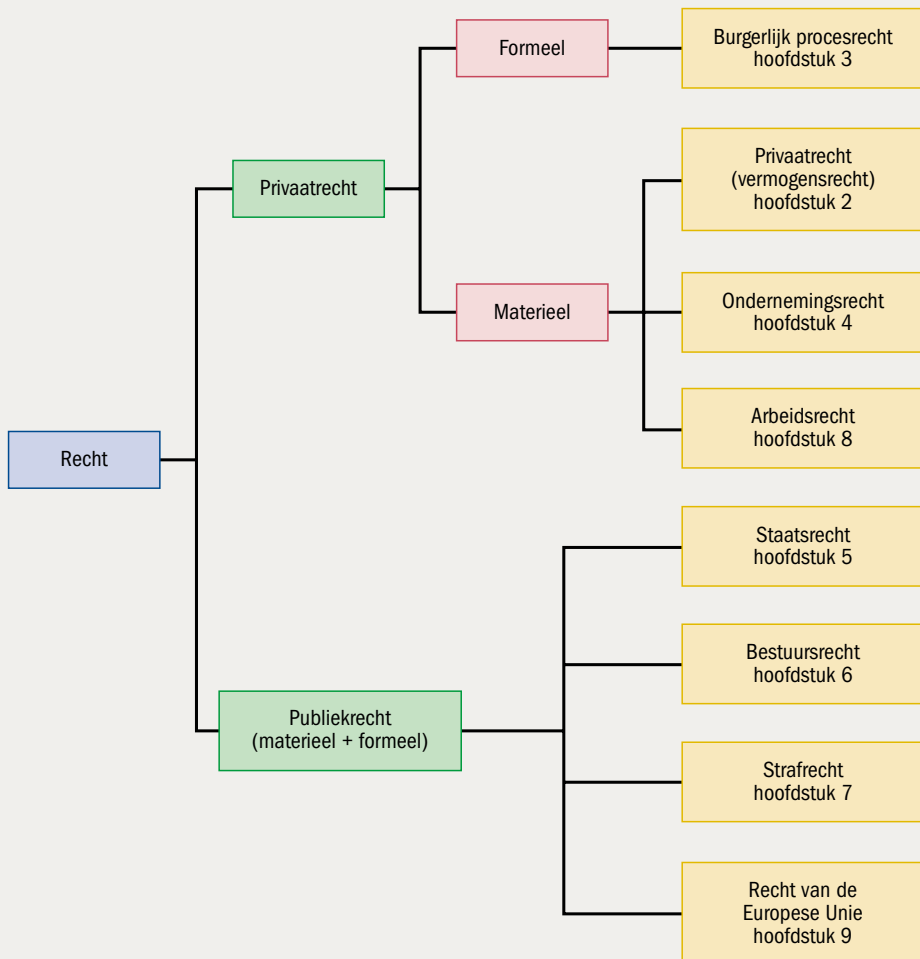 Recht
Privaatrecht
Formeel
Burgerlijk procesrecht
hoofdstuk 3
Materieel
Privaatrecht
(vermogensrecht)
hoofdstuk 2
Ondernemingsrecht
hoofdstuk 4
Arbeidsrecht
hoofdstuk 8
Publiekrecht
(materieel + formeel)
Staatsrecht
hoofdstuk 5
Bestuursrecht
hoofdstuk 6
Strafrecht
hoofdstuk 7
Recht van de
Europese Unie
hoofdstuk 9